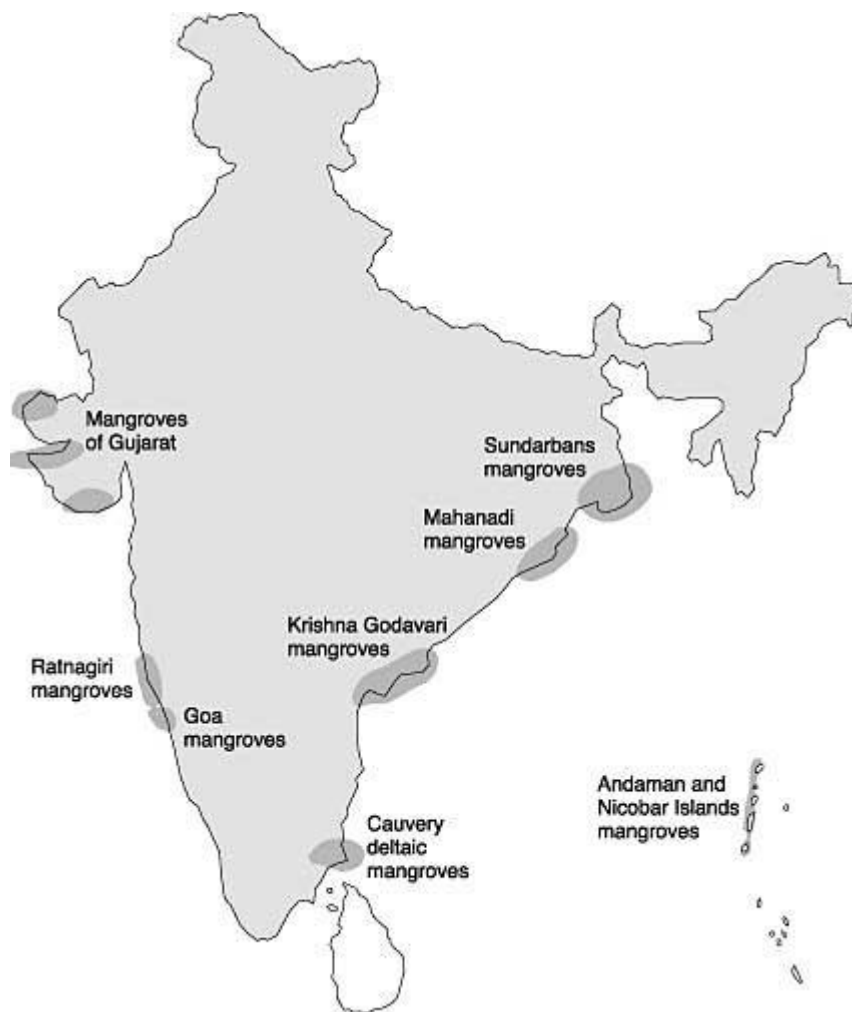 Mangroves
of Gujarat
Sundarbans
mangroves
Mahanadi
mangroves
Krishna Godavari
mangroves
Ratnagiri
mangroves
Goa
mangroves
Andaman and
Nicobar Islands
mangroves
Cauvery
deltaic
mangroves